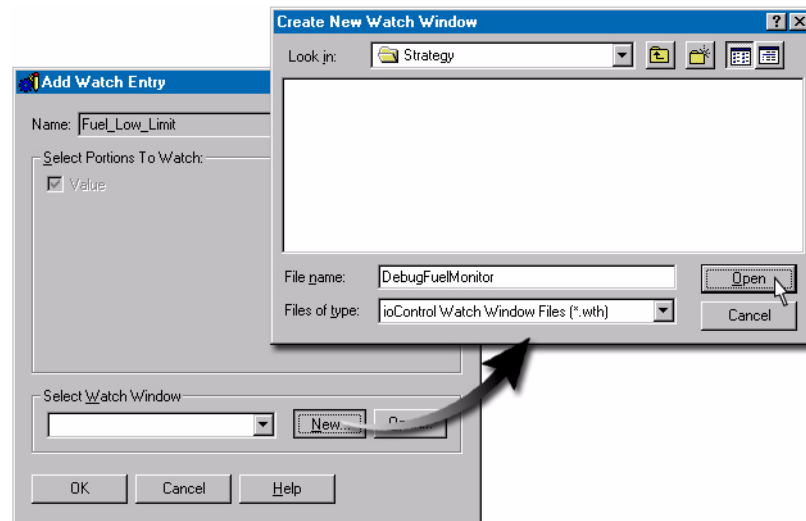 Create New Watch Window
Look in:
Strategy
File name:
DebugFuelMonitor
Open
Files of type:
ioControl Watch Window Files (*.wth)
Cancel
Add Watch Entry
Name:
Fuel_Low_Limit
Select Portions To Watch:
Value
Select Watch Window
New...
OK
Cancel
Help